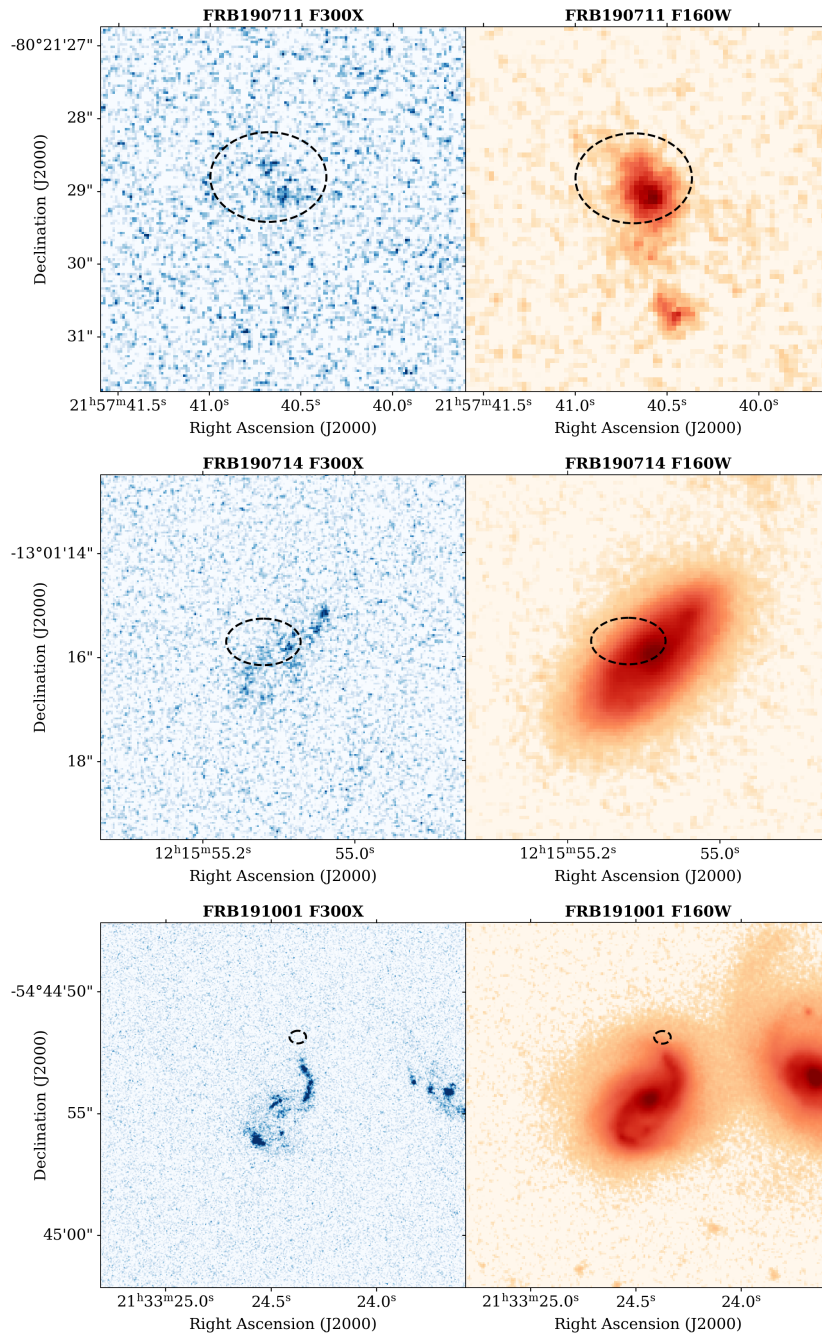 FRB190711 F300X FRB190711 F160W
-80°21'27"
28"
29"
30"
31"
Declination (J2000)
21ʰ57ᵐ41.5ˢ 41.0ˢ 40.5ˢ 40.0ˢ 21ʰ57ᵐ41.5ˢ 41.0ˢ 40.5ˢ 40.0ˢ
Right Ascension (J2000) Right Ascension (J2000)
FRB190714 F300X FRB190714 F160W
-13°01'14"
16"
18"
Declination (J2000)
12ʰ15ᵐ55.2ˢ 55.0ˢ 12ʰ15ᵐ55.2ˢ 55.0ˢ
Right Ascension (J2000) Right Ascension (J2000)
FRB191001 F300X FRB191001 F160W
-54°44'50"
55"
45'00"
Declination (J2000)
21ʰ33ᵐ25.0ˢ 24.5ˢ 24.0ˢ 21ʰ33ᵐ25.0ˢ 24.5ˢ 24.0ˢ
Right Ascension (J2000) Right Ascension (J2000)